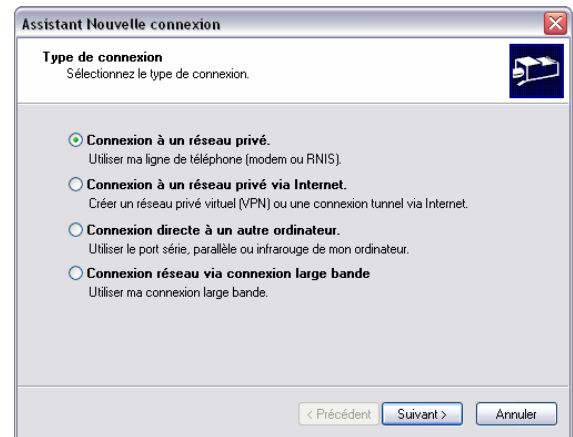 Assistant Nouvelle connexion
Type de connexion
Sélectionnez le type de connexion.
Connexion à un réseau privé.
Utiliser ma ligne de téléphone (modem ou RNIS).
Connexion à un réseau privé via Internet.
Créer un réseau privé virtuel (VPN) ou une connexion tunnel via Internet.
Connexion directe à un autre ordinateur.
Utiliser le port série, parallèle ou infrarouge de mon ordinateur.
Connexion réseau via connexion large bande
Utiliser ma connexion large bande.
< Précédent Suivant > Annuler